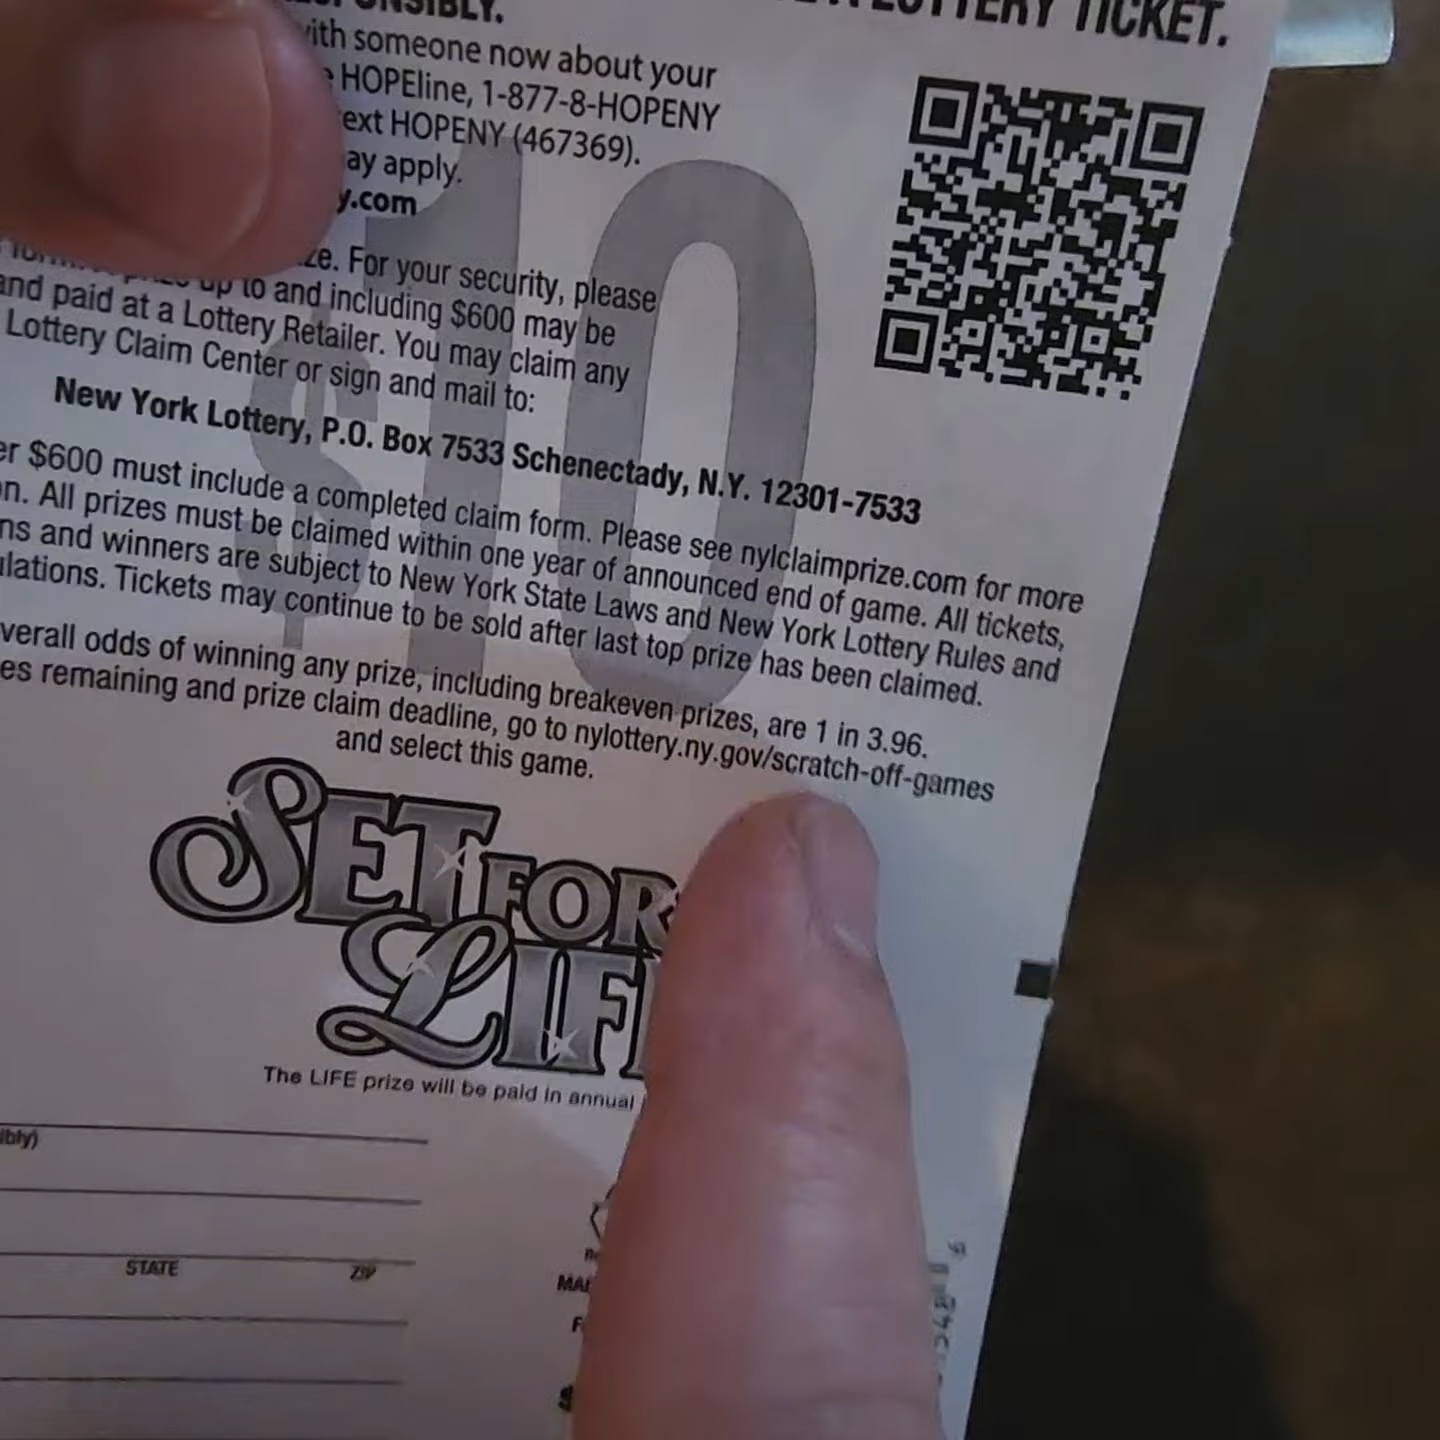 LOTTERY TICKET.
with someone now about your
HOPEline, 1-877-8-HOPENY
text HOPENY (467369).
may apply.
y.com
For your security, please
up to and including $600 may be
and paid at a Lottery Retailer. You may claim any
Lottery Claim Center or sign and mail to:
New York Lottery, P.O. Box 7533 Schenectady, N.Y. 12301-7533
er $600 must include a completed claim form. Please see nylclaimprize.com for more
on. All prizes must be claimed within one year of announced end of game. All tickets,
ns and winners are subject to New York State Laws and New York Lottery Rules and
ulations. Tickets may continue to be sold after last top prize has been claimed.
verall odds of winning any prize, including breakeven prizes, are 1 in 3.96.
es remaining and prize claim deadline, go to nylottery.ny.gov/scratch-off-games
and select this game.
$10
SET FOR
LIF
The LIFE prize will be paid in annual
ibly)
STATE ZIP